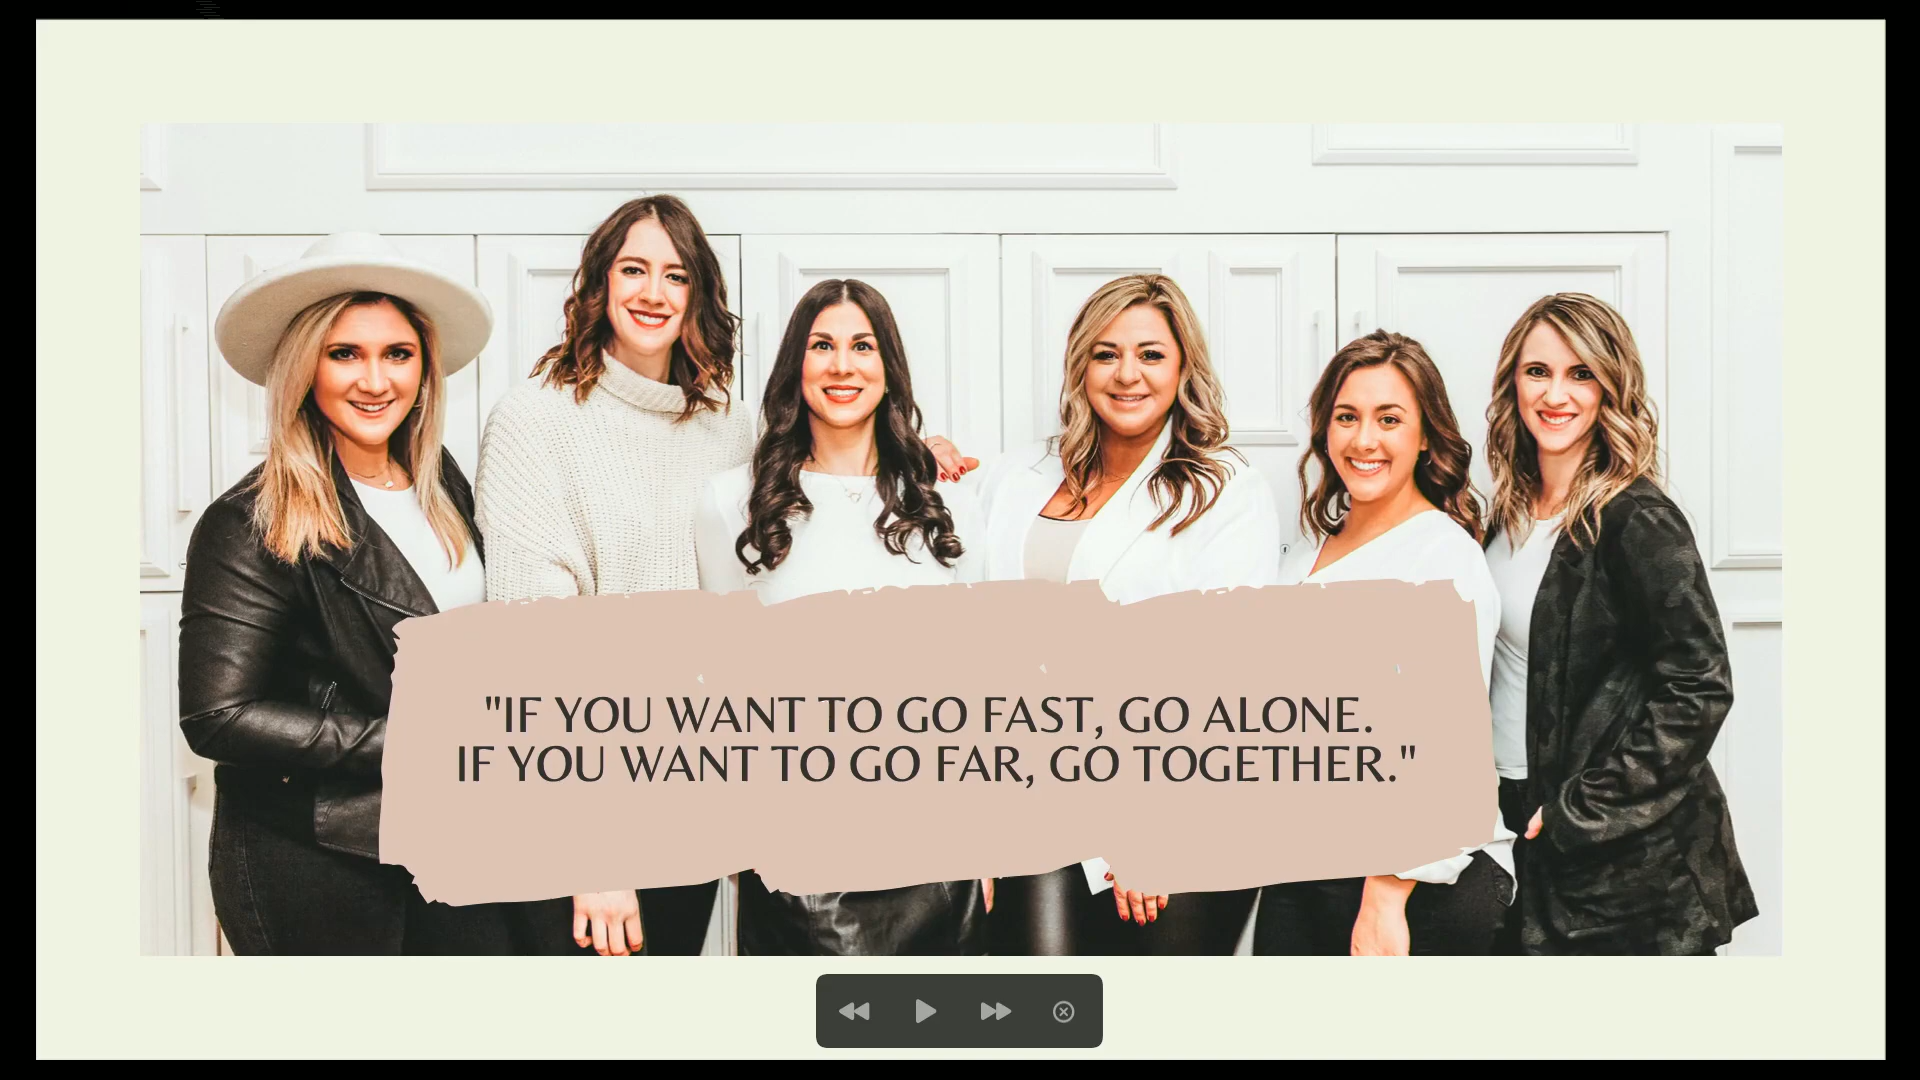 "IF YOU WANT TO GO FAST, GO ALONE.
IF YOU WANT TO GO FAR, GO TOGETHER."